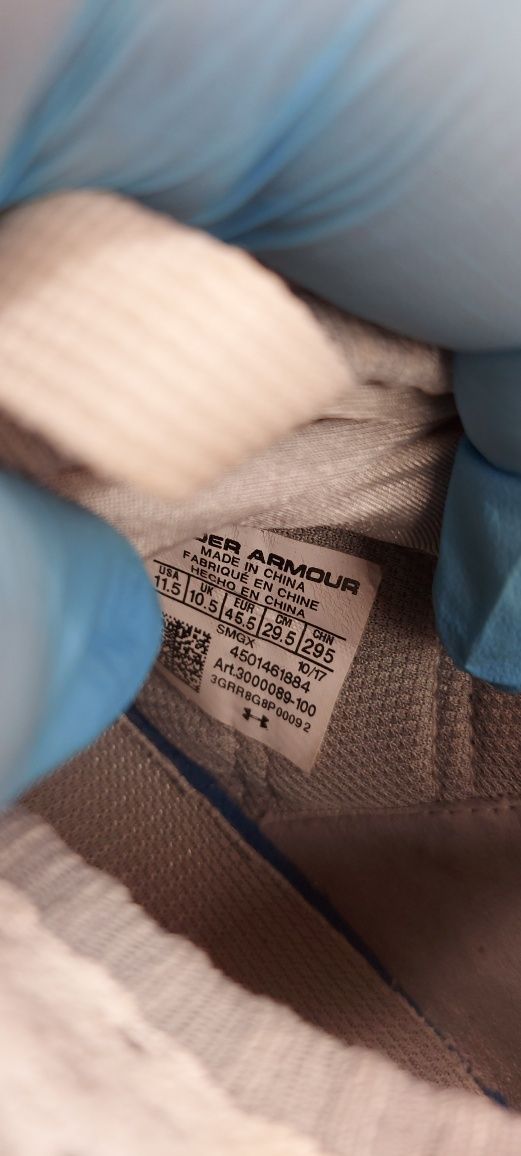 DER ARMOUR
MADE IN CHINA
FABRIQUÉ EN CHINE
HECHO EN CHINA
USA UK EUR CM CHN
11.5 10.5 45.5 29.5 295
SMGX 10/17
4501461884
Art.3000089-100
3GRR8G8P00092